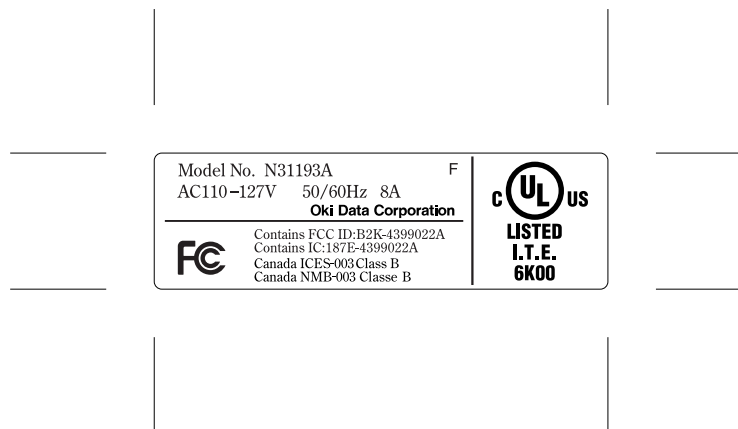 Model No. N31193A F
AC110-127V 50/60Hz 8A
Oki Data Corporation
FC
Contains FCC ID:B2K-4399022A
Contains IC:187E-4399022A
Canada ICES-003 Class B
Canada NMB-003 Classe B
C UL US
LISTED
I.T.E.
6K00